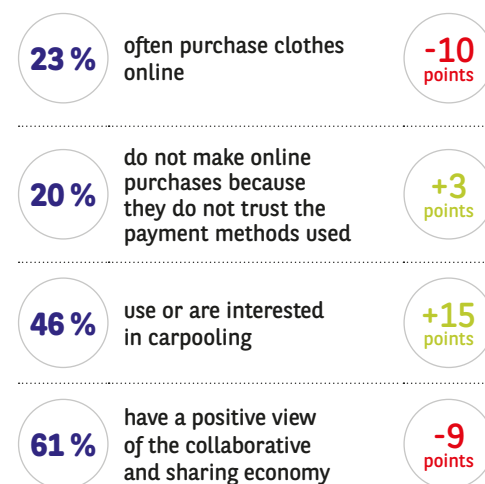 23 %
often purchase clothes
online
-10
points
20 %
do not make online
purchases because
they do not trust the
payment methods used
+3
points
46 %
use or are interested
in carpooling
+15
points
61 %
have a positive view
of the collaborative
and sharing economy
-9
points